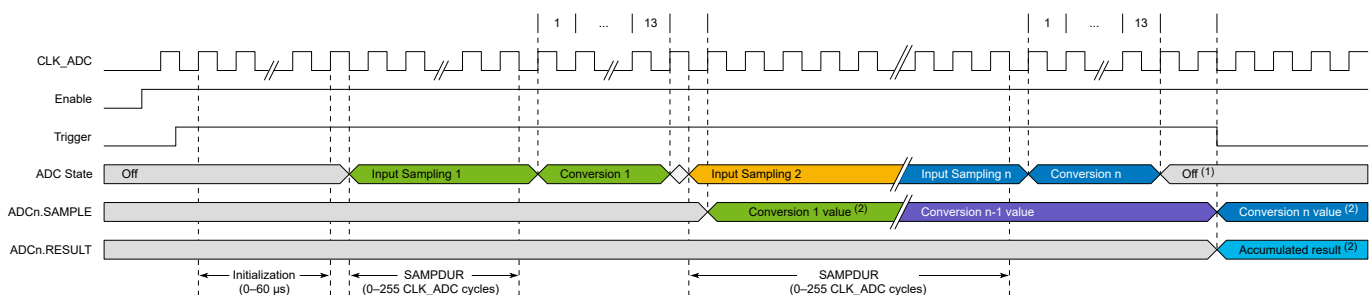 1 ... 13 1 ... 13
CLK_ADC
Enable
Trigger
ADC State Off Input Sampling 1 Conversion 1 Input Sampling 2 Input Sampling n Conversion n Off (1)
ADCn.SAMPLE Conversion 1 value (2) Conversion n-1 value Conversion n value (2)
ADCn.RESULT Accumulated result (2)
Initialization SAMPDUR SAMPDUR
(0–60 µs) (0–255 CLK_ADC cycles) (0–255 CLK_ADC cycles)